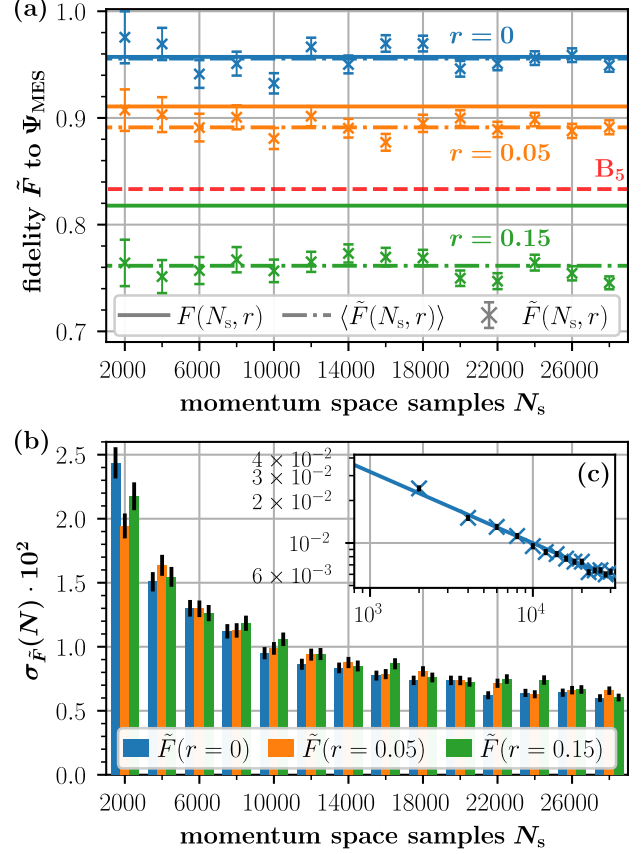 (a)
1.0
0.9
0.8
0.7
fidelity F̃ to Ψ_MES
r = 0
r = 0.05
B₅
r = 0.15
F(Nₛ, r) ⟨F̃(Nₛ, r)⟩ F̃(Nₛ, r)
2000 6000 10000 14000 18000 22000 26000
momentum space samples Nₛ
(b)
2.5
2.0
1.5
1.0
0.5
0.0
σ_F̃(N) · 10²
(c)
4 × 10⁻²
3 × 10⁻²
2 × 10⁻²
10⁻²
6 × 10⁻³
10³ 10⁴
F̃(r = 0) F̃(r = 0.05) F̃(r = 0.15)
2000 6000 10000 14000 18000 22000 26000
momentum space samples Nₛ